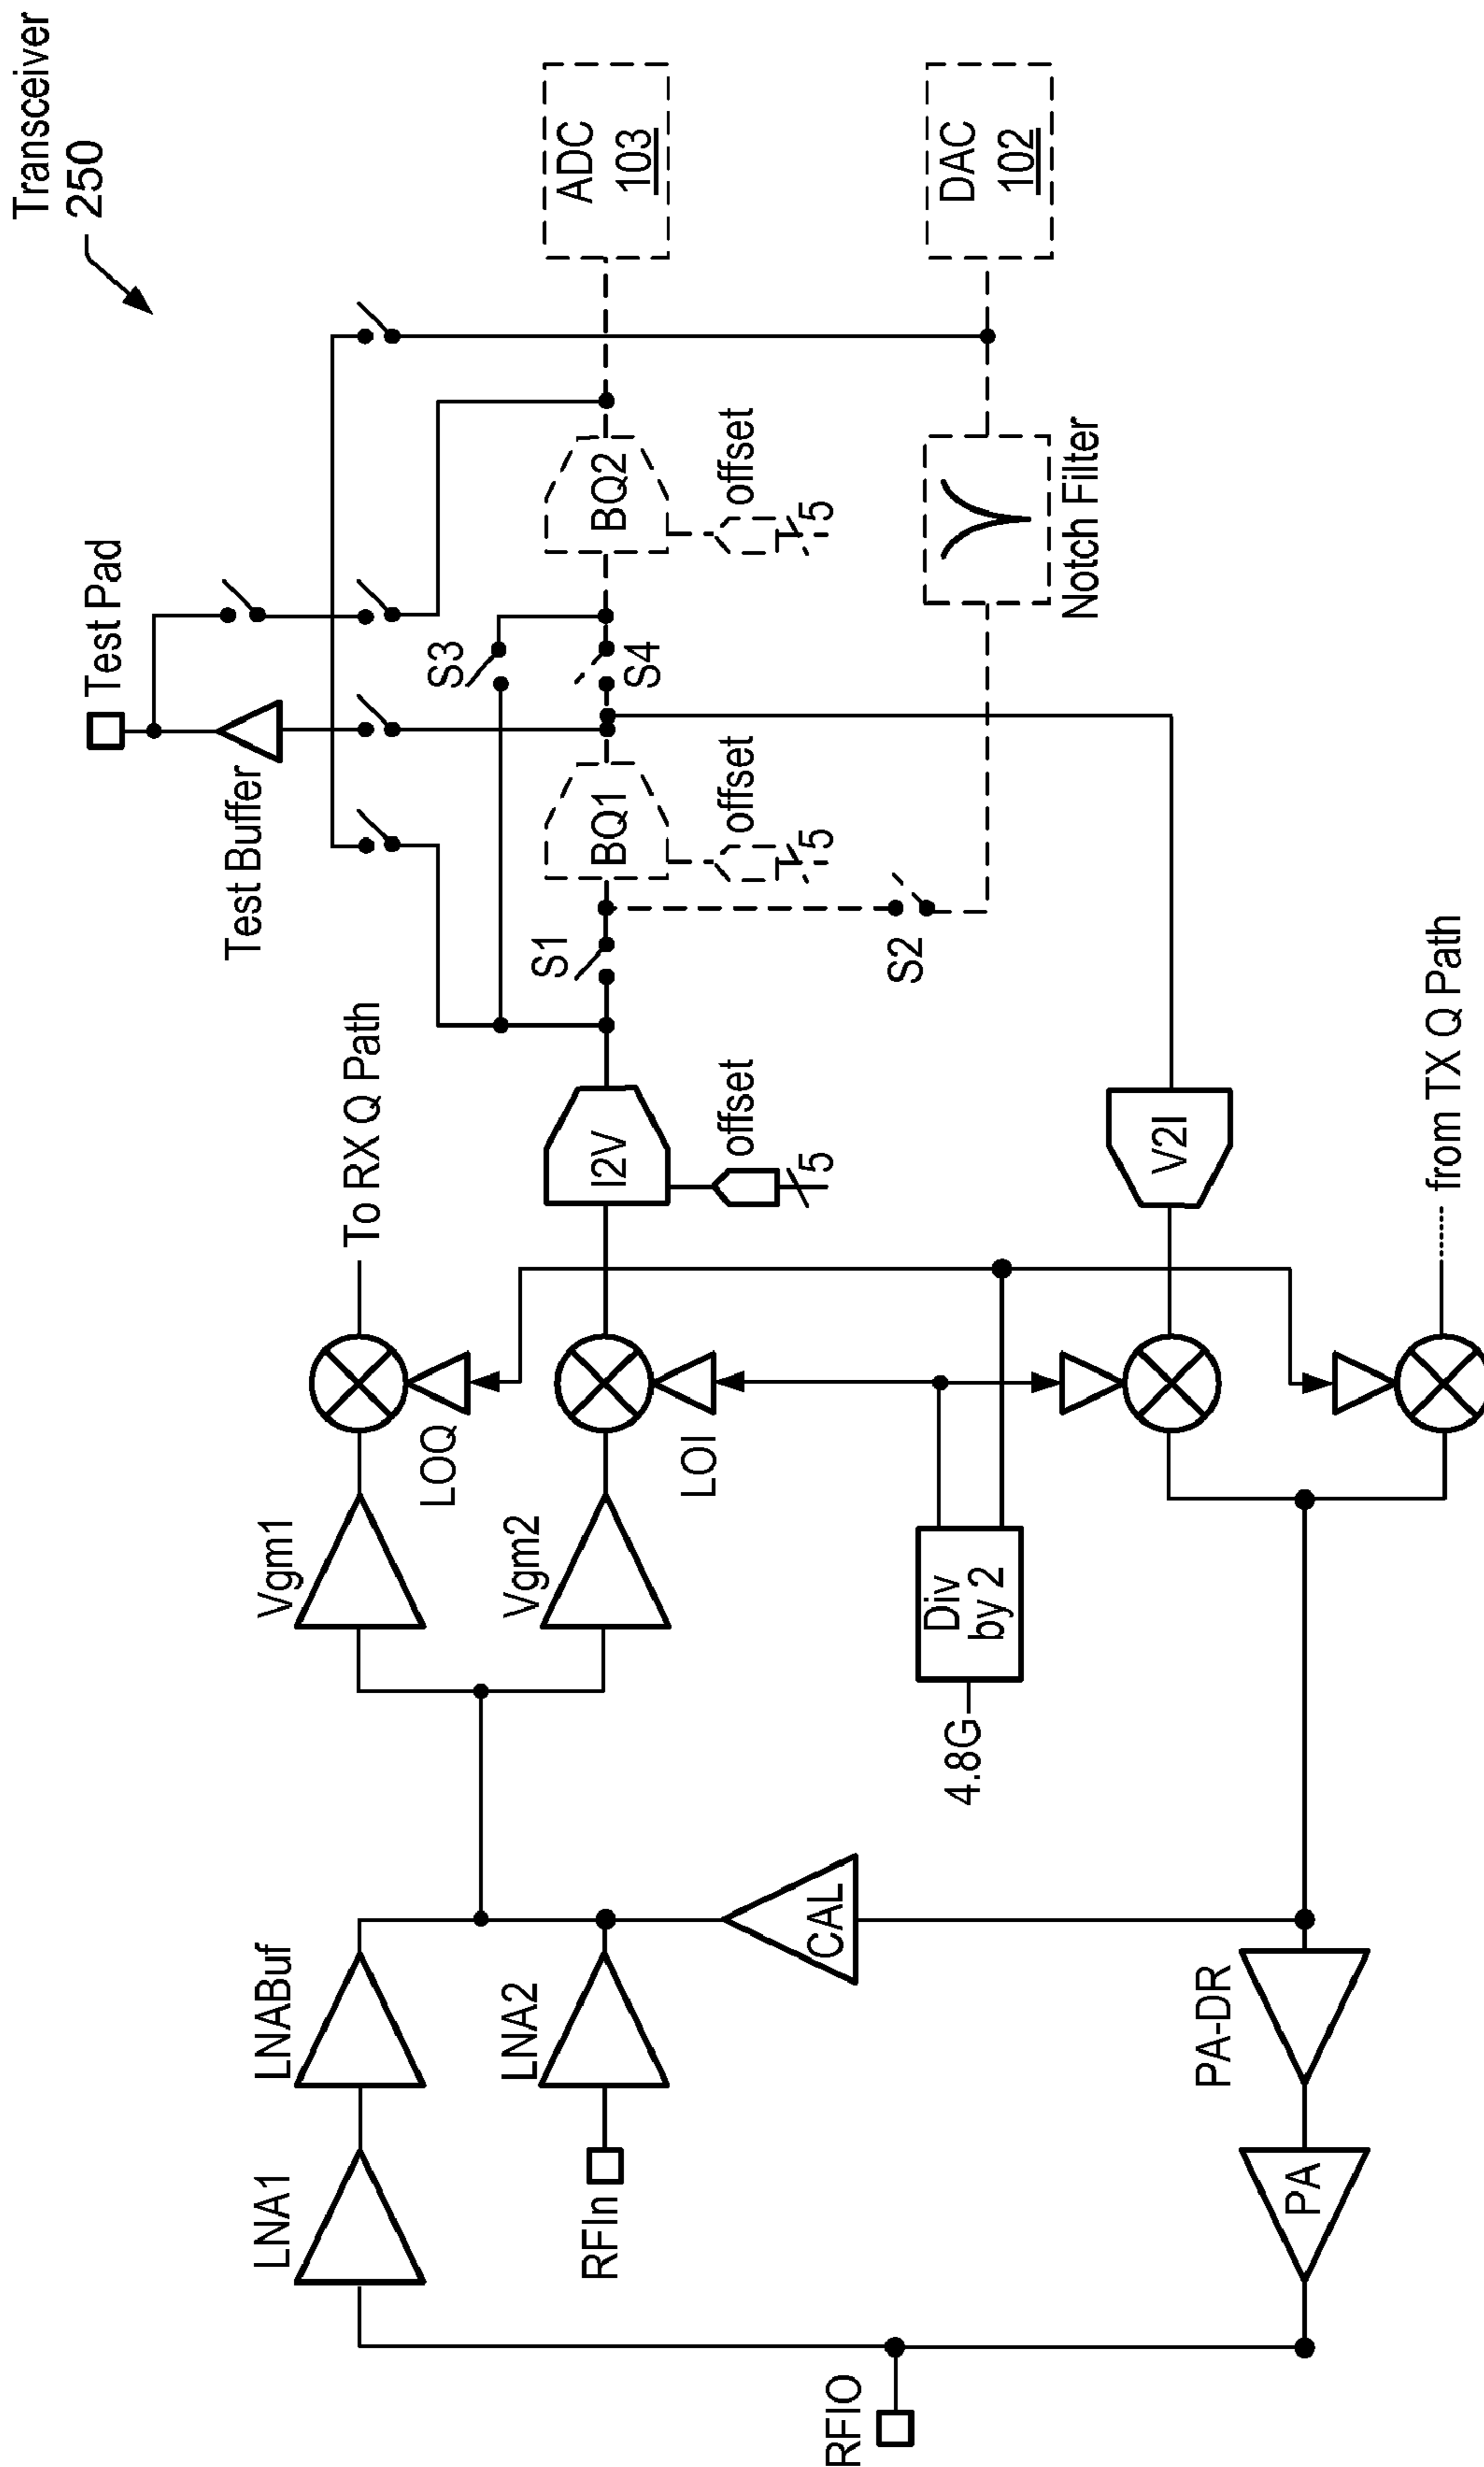 Transceiver
250
LNA1
LNABuf
Vgm1
LOQ
To RX Q Path
Test Buffer
Test Pad
RFIn
LNA2
Vgm2
LOI
I2V
offset
5
S1
BQ1
offset
5
S3
S4
BQ2
offset
5
ADC
103
RFIO
CAL
4.8G
Div
by 2
S2
Notch Filter
DAC
102
PA
PA-DR
V2I
from TX Q Path